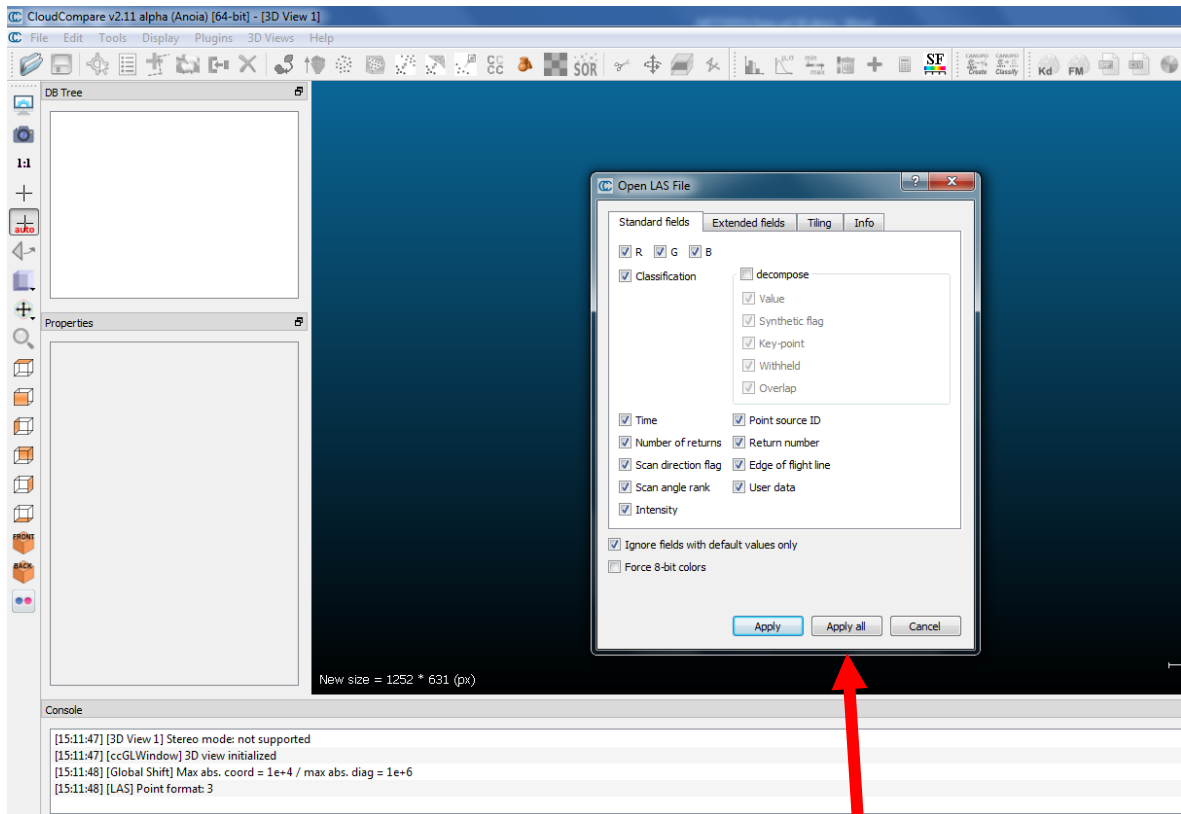 CloudCompare v2.11 alpha (Anoia) [64-bit] - [3D View 1]
File Edit Tools Display Plugins 3D Views Help
SOR
SF
CANUPO Create
CANUPO Classify
Kd
FM
DB Tree
1:1
auto
Properties
FRONT
BACK
Open LAS File
Standard fields Extended fields Tiling Info
R G B
Classification decompose
Value
Synthetic flag
Key-point
Withheld
Overlap
Time Point source ID
Number of returns Return number
Scan direction flag Edge of flight line
Scan angle rank User data
Intensity
Ignore fields with default values only
Force 8-bit colors
Apply Apply all Cancel
New size = 1252 * 631 (px)
Console
[15:11:47] [3D View 1] Stereo mode: not supported
[15:11:47] [ccGLWindow] 3D view initialized
[15:11:48] [Global Shift] Max abs. coord = 1e+4 / max abs. diag = 1e+6
[15:11:48] [LAS] Point format: 3